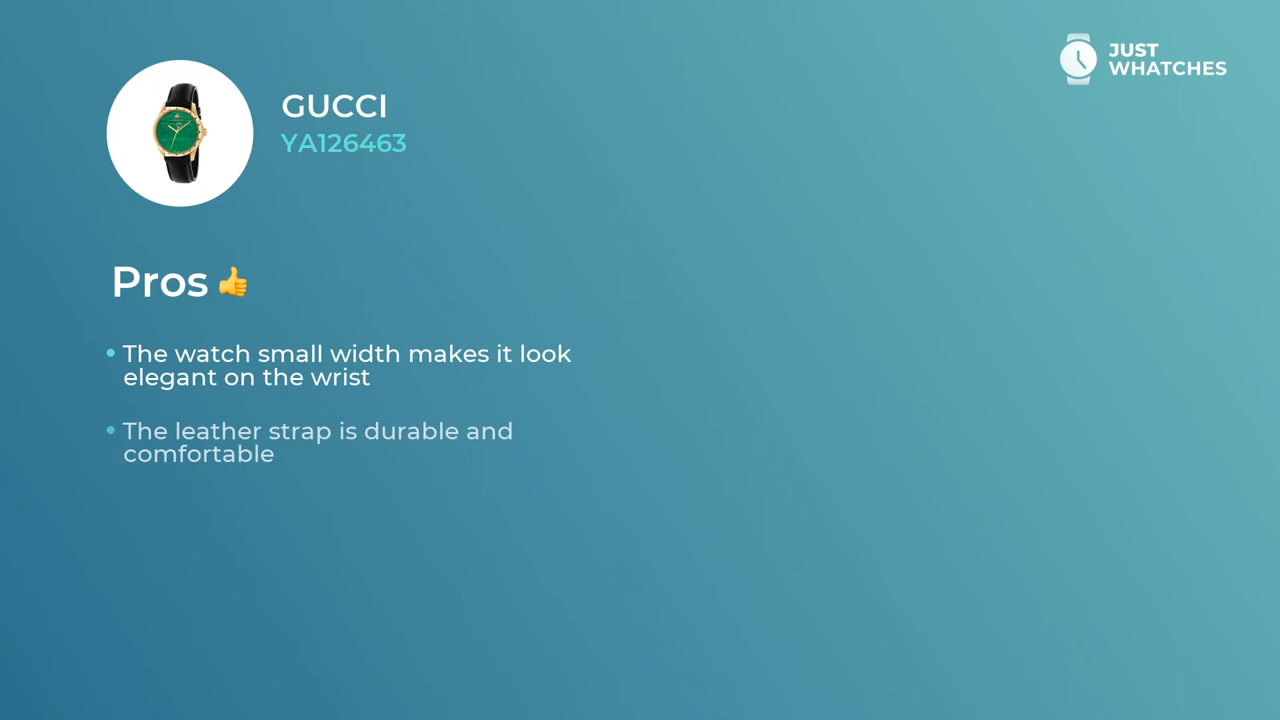 JUST
WHATCHES
GUCCI
YA126463
Pros 👍
• The watch small width makes it look
elegant on the wrist
• The leather strap is durable and
comfortable